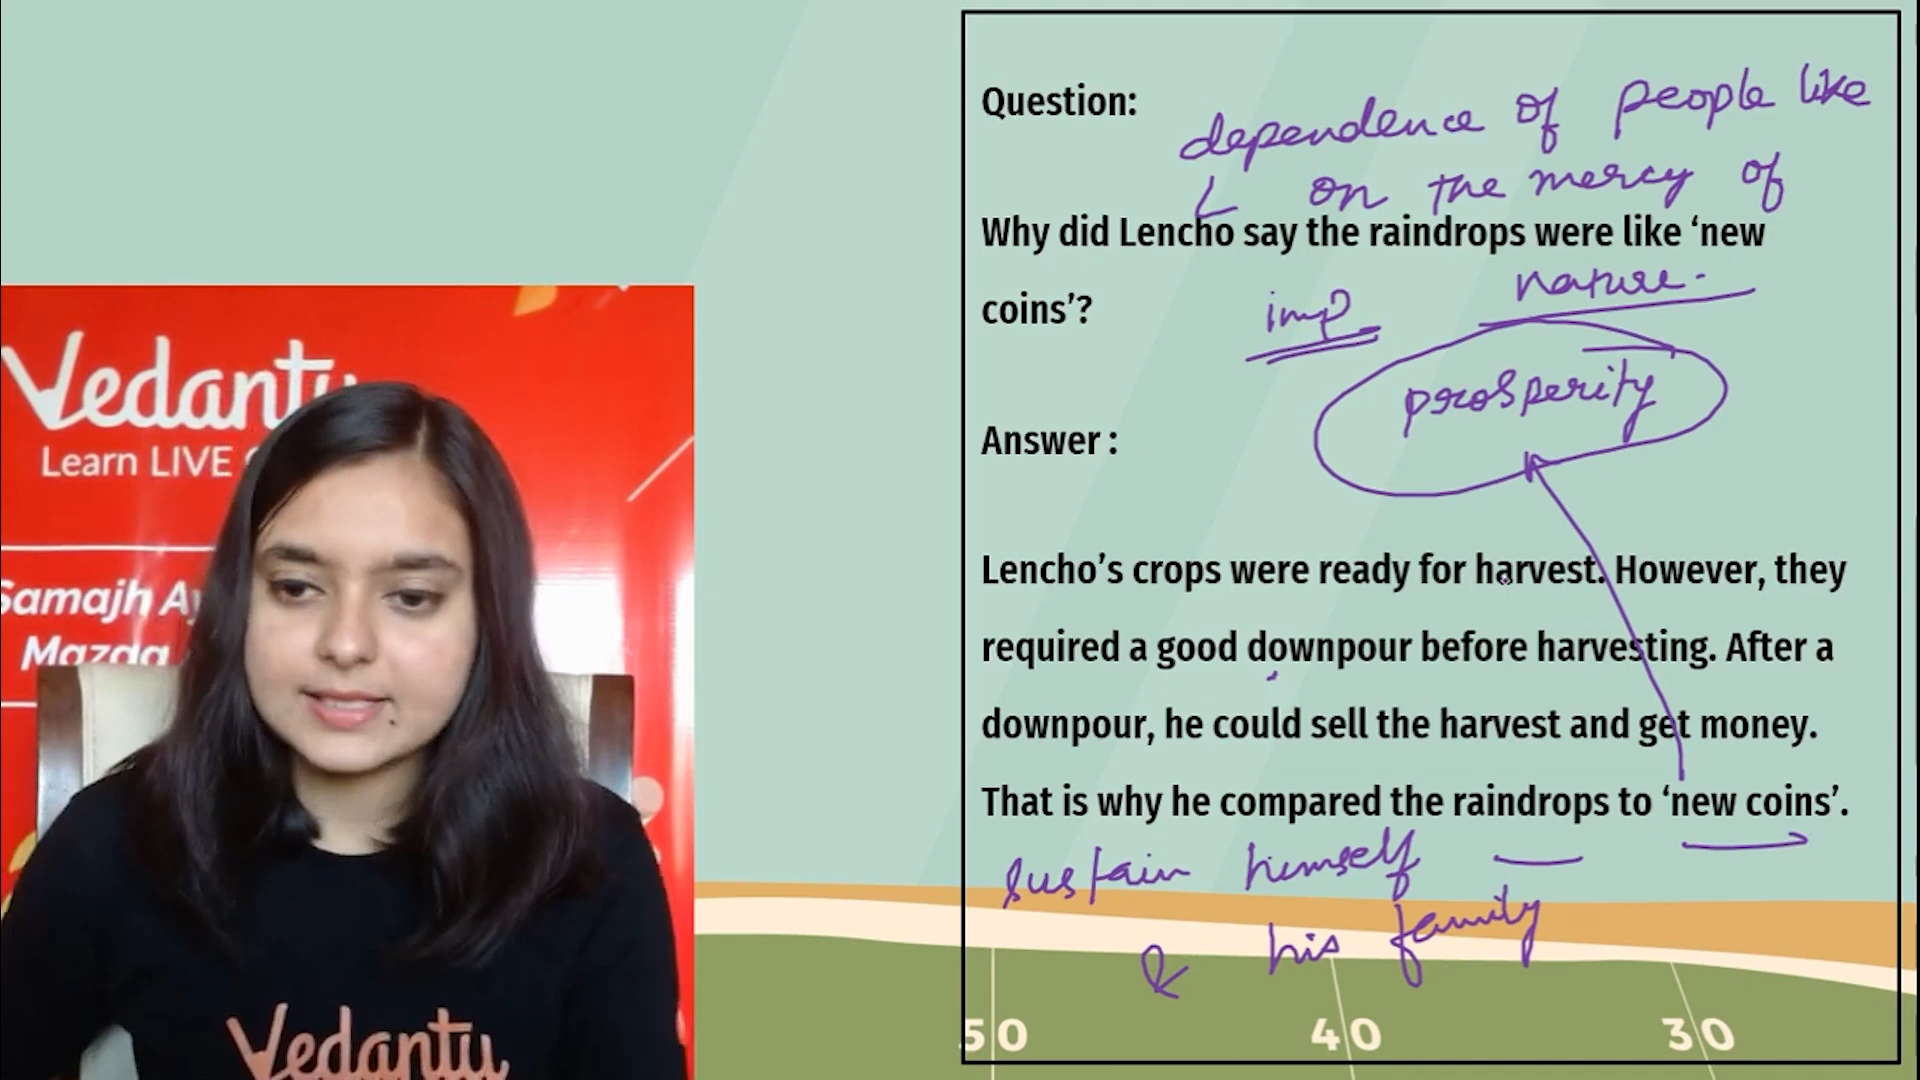 Vedantu
Learn LIVE
Samajh
Mazaa
Vedantu
Question:
dependence of people like
L on the mercy of
Why did Lencho say the raindrops were like ‘new
nature.
coins’?
imp
prosperity
Answer :
Lencho’s crops were ready for harvest. However, they
required a good downpour before harvesting. After a
downpour, he could sell the harvest and get money.
That is why he compared the raindrops to ‘new coins’.
sustain himself
& his family
50 40 30